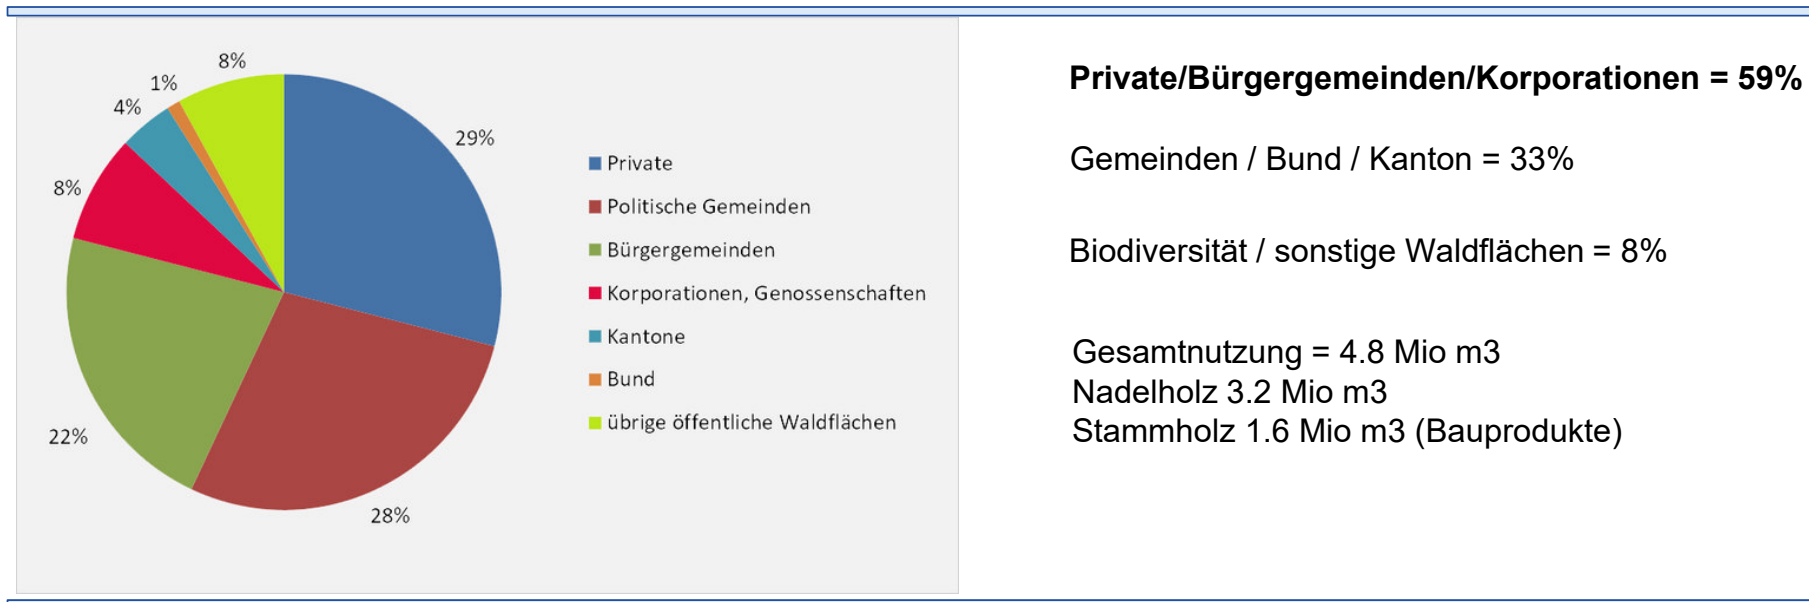 8%
1%
4%
8%
22%
28%
29%
Private
Politische Gemeinden
Bürgergemeinden
Korporationen, Genossenschaften
Kantone
Bund
übrige öffentliche Waldflächen
Private/Bürgergemeinden/Korporationen = 59%
Gemeinden / Bund / Kanton = 33%
Biodiversität / sonstige Waldflächen = 8%
Gesamtnutzung = 4.8 Mio m3
Nadelholz 3.2 Mio m3
Stammholz 1.6 Mio m3 (Bauprodukte)